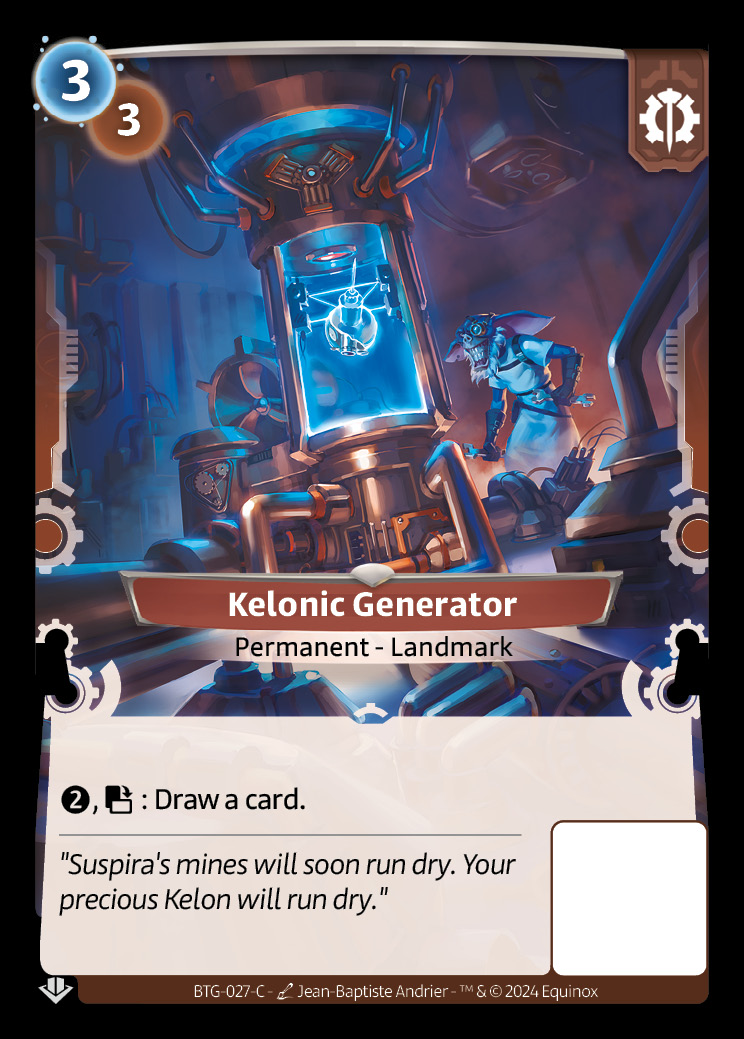 3
3
Kelonic Generator
Permanent - Landmark
2, : Draw a card.
"Suspira's mines will soon run dry. Your
precious Kelon will run dry."
BTG-027-C - Jean-Baptiste Andrier - ™ & © 2024 Equinox